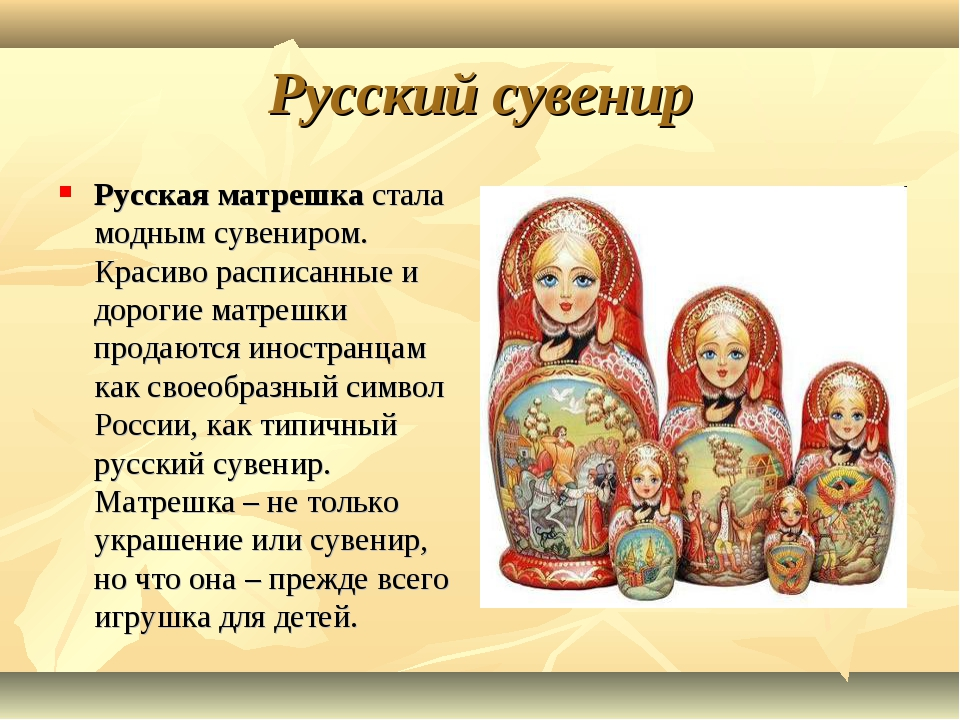 Русский сувенир
Русская матрешка стала
модным сувениром.
Красиво расписанные и
дорогие матрешки
продаются иностранцам
как своеобразный символ
России, как типичный
русский сувенир.
Матрешка – не только
украшение или сувенир,
но что она – прежде всего
игрушка для детей.